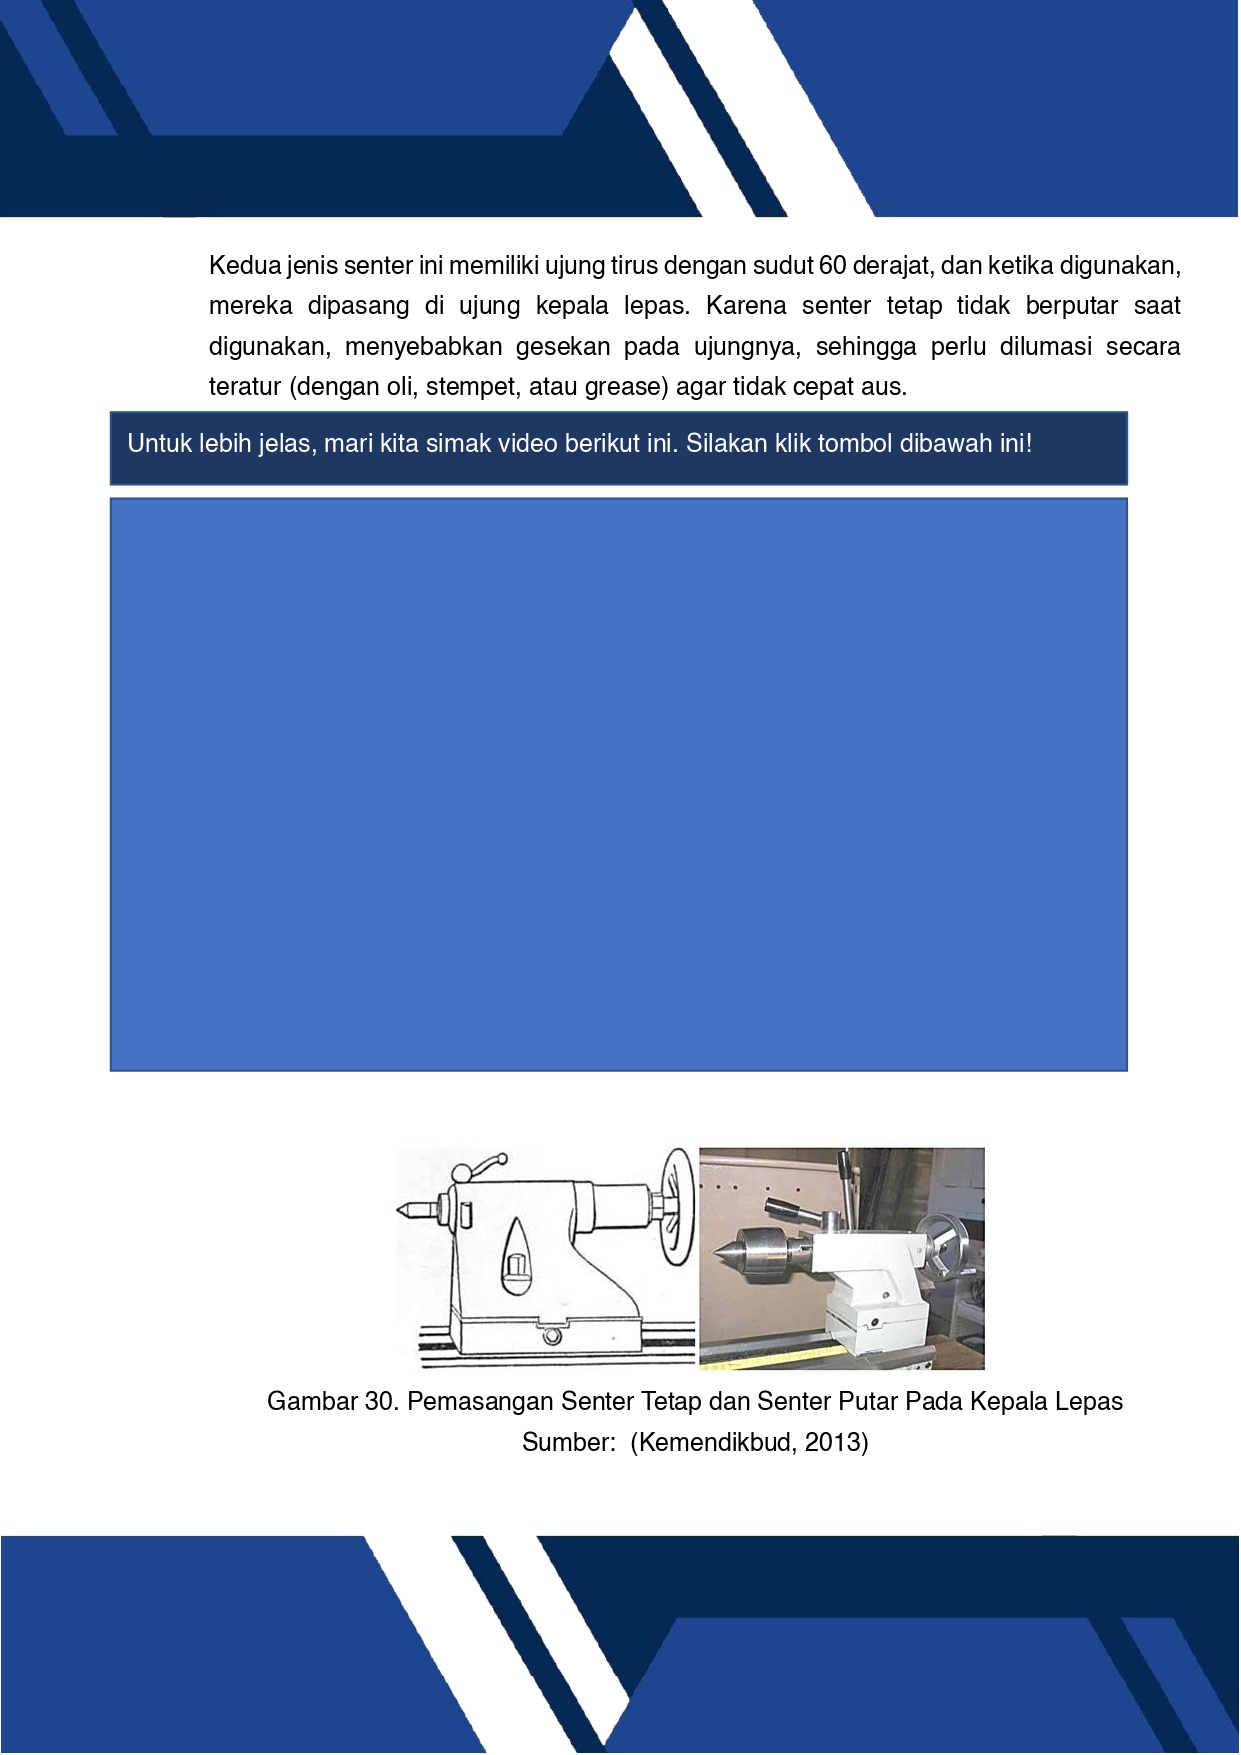 Kedua jenis senter ini memiliki ujung tirus dengan sudut 60 derajat, dan ketika digunakan,
mereka dipasang di ujung kepala lepas. Karena senter tetap tidak berputar saat
digunakan, menyebabkan gesekan pada ujungnya, sehingga perlu dilumasi secara
teratur (dengan oli, stempet, atau grease) agar tidak cepat aus.
Untuk lebih jelas, mari kita simak video berikut ini. Silakan klik tombol dibawah ini!
Gambar 30. Pemasangan Senter Tetap dan Senter Putar Pada Kepala Lepas
Sumber: (Kemendikbud, 2013)